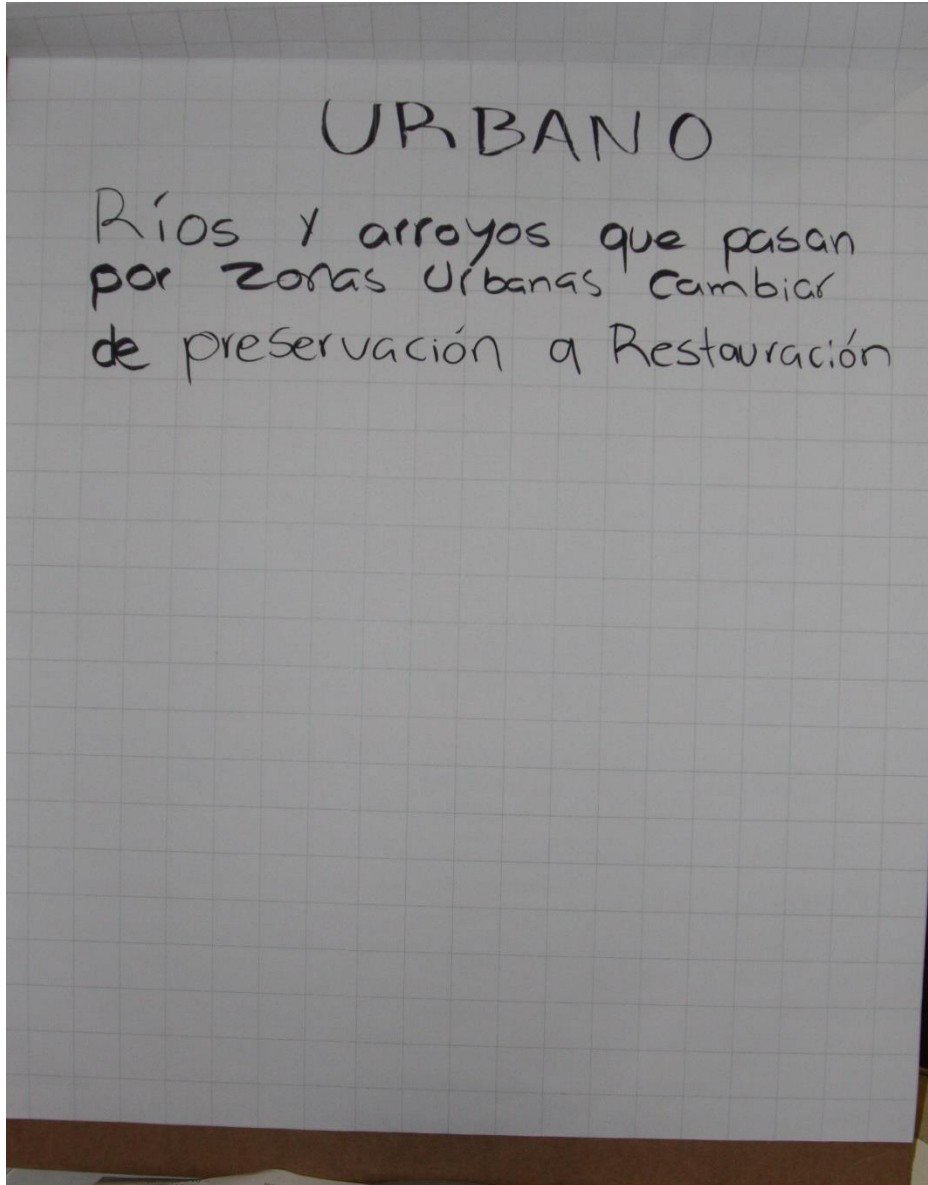 URBANO
Ríos y arroyos que pasan
por zonas Urbanas Cambiar
de preservación a Restauración